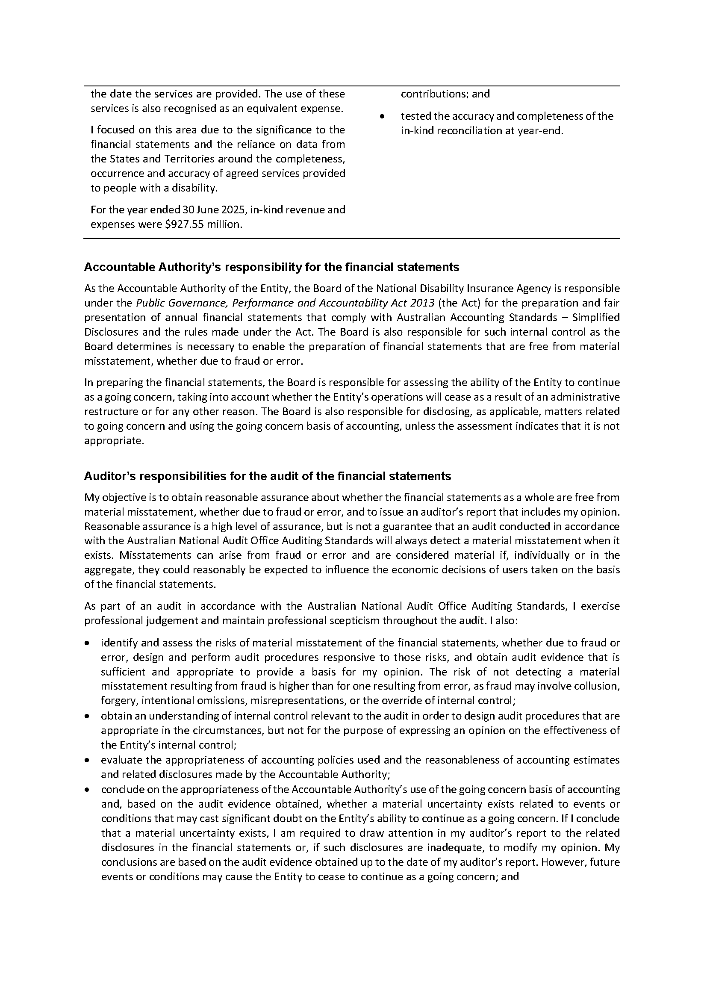 the date the services are provided. The use of these
services is also recognised as an equivalent expense.
I focused on this area due to the significance to the
financial statements and the reliance on data from
the States and Territories around the completeness,
occurrence and accuracy of agreed services provided
to people with a disability.
For the year ended 30 June 2025, in-kind revenue and
expenses were $927.55 million.
contributions; and
• tested the accuracy and completeness of the
in-kind reconciliation at year-end.
Accountable Authority’s responsibility for the financial statements
As the Accountable Authority of the Entity, the Board of the National Disability Insurance Agency is responsible
under the Public Governance, Performance and Accountability Act 2013 (the Act) for the preparation and fair
presentation of annual financial statements that comply with Australian Accounting Standards – Simplified
Disclosures and the rules made under the Act. The Board is also responsible for such internal control as the
Board determines is necessary to enable the preparation of financial statements that are free from material
misstatement, whether due to fraud or error.
In preparing the financial statements, the Board is responsible for assessing the ability of the Entity to continue
as a going concern, taking into account whether the Entity’s operations will cease as a result of an administrative
restructure or for any other reason. The Board is also responsible for disclosing, as applicable, matters related
to going concern and using the going concern basis of accounting, unless the assessment indicates that it is not
appropriate.
Auditor’s responsibilities for the audit of the financial statements
My objective is to obtain reasonable assurance about whether the financial statements as a whole are free from
material misstatement, whether due to fraud or error, and to issue an auditor’s report that includes my opinion.
Reasonable assurance is a high level of assurance, but is not a guarantee that an audit conducted in accordance
with the Australian National Audit Office Auditing Standards will always detect a material misstatement when it
exists. Misstatements can arise from fraud or error and are considered material if, individually or in the
aggregate, they could reasonably be expected to influence the economic decisions of users taken on the basis
of the financial statements.
As part of an audit in accordance with the Australian National Audit Office Auditing Standards, I exercise
professional judgement and maintain professional scepticism throughout the audit. I also:
• identify and assess the risks of material misstatement of the financial statements, whether due to fraud or
error, design and perform audit procedures responsive to those risks, and obtain audit evidence that is
sufficient and appropriate to provide a basis for my opinion. The risk of not detecting a material
misstatement resulting from fraud is higher than for one resulting from error, as fraud may involve collusion,
forgery, intentional omissions, misrepresentations, or the override of internal control;
• obtain an understanding of internal control relevant to the audit in order to design audit procedures that are
appropriate in the circumstances, but not for the purpose of expressing an opinion on the effectiveness of
the Entity’s internal control;
• evaluate the appropriateness of accounting policies used and the reasonableness of accounting estimates
and related disclosures made by the Accountable Authority;
• conclude on the appropriateness of the Accountable Authority’s use of the going concern basis of accounting
and, based on the audit evidence obtained, whether a material uncertainty exists related to events or
conditions that may cast significant doubt on the Entity’s ability to continue as a going concern. If I conclude
that a material uncertainty exists, I am required to draw attention in my auditor’s report to the related
disclosures in the financial statements or, if such disclosures are inadequate, to modify my opinion. My
conclusions are based on the audit evidence obtained up to the date of my auditor’s report. However, future
events or conditions may cause the Entity to cease to continue as a going concern; and